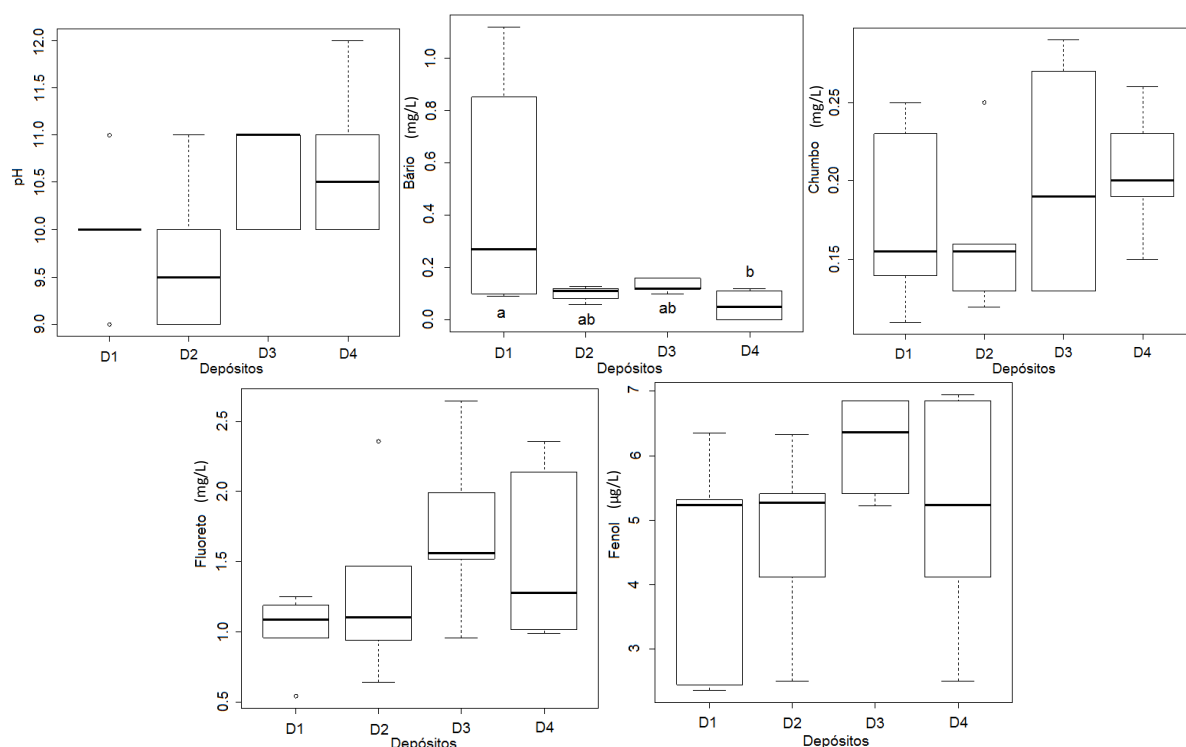 pH
12.0
11.5
11.0
10.5
10.0
9.5
9.0
D1 D2 D3 D4
Depósitos
Bário (mg/L)
1.0
0.8
0.6
0.4
0.2
0.0
a ab ab b
D1 D2 D3 D4
Depósitos
Chumbo (mg/L)
0.25
0.20
0.15
D1 D2 D3 D4
Depósitos
Fluoreto (mg/L)
2.5
2.0
1.5
1.0
0.5
D1 D2 D3 D4
Depósitos
Fenol (µg/L)
7
6
5
4
3
D1 D2 D3 D4
Depósitos